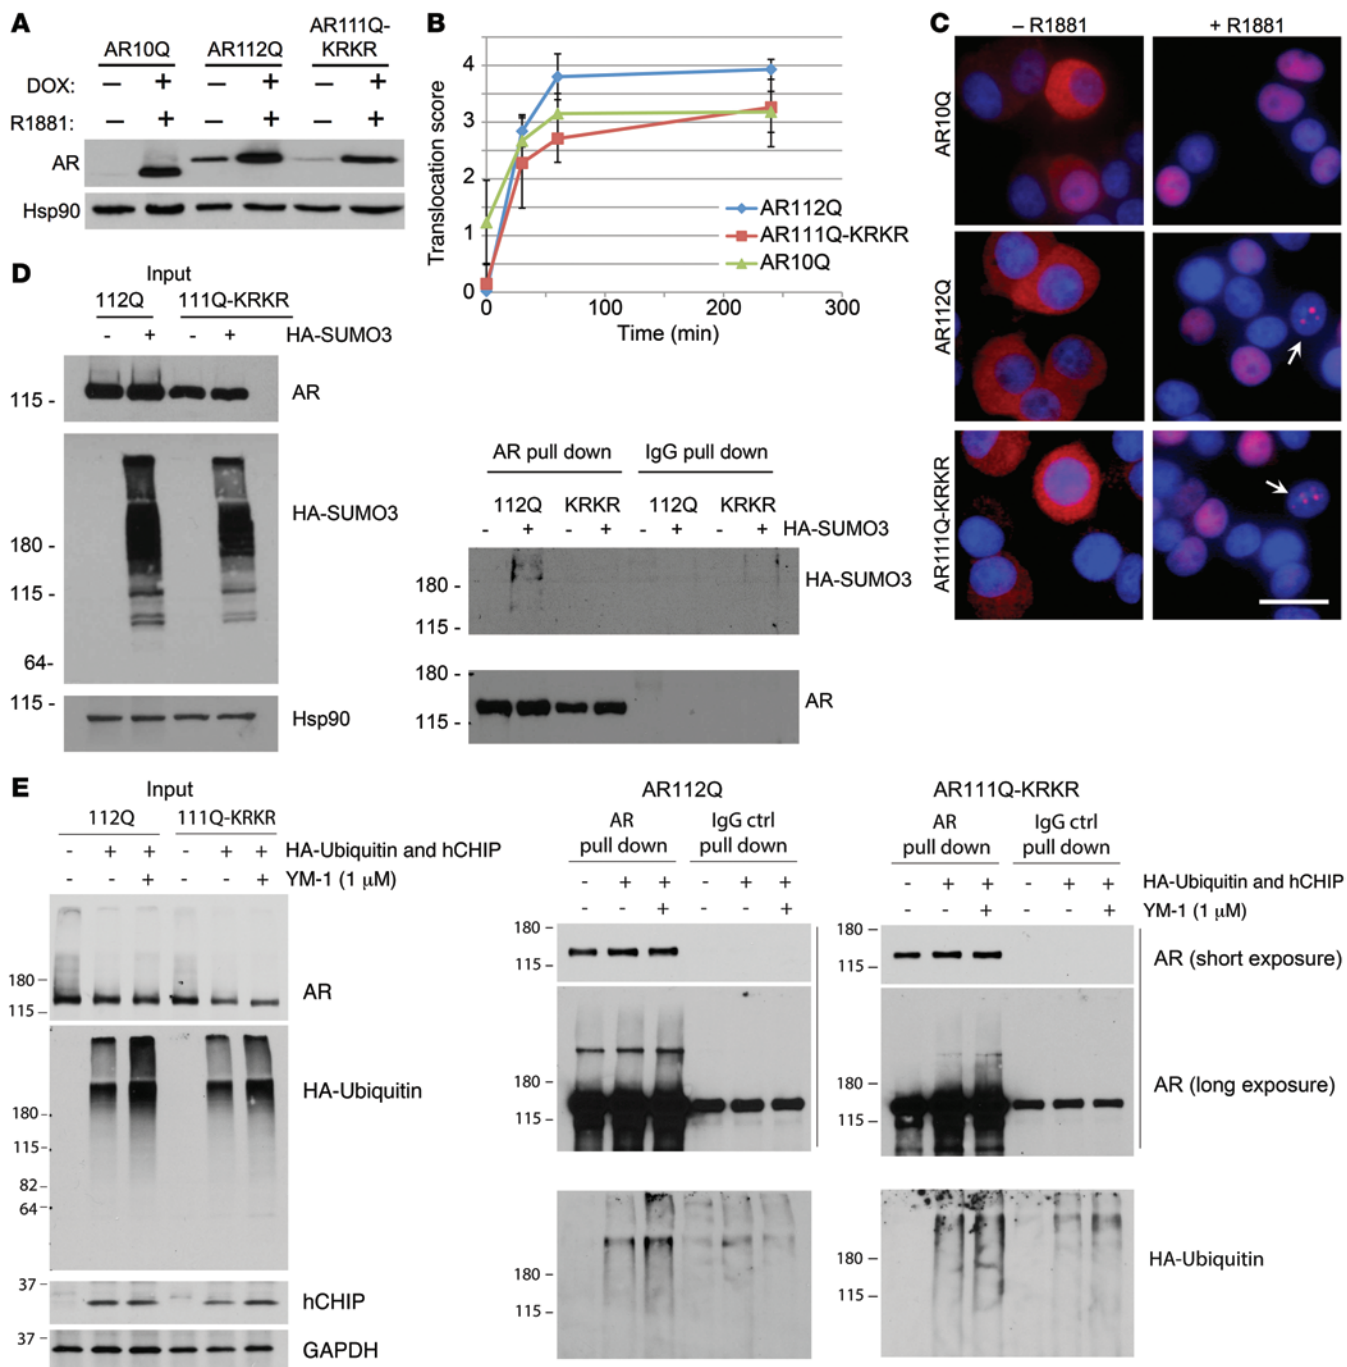 A
AR10Q AR112Q AR111Q-KRKR
DOX: – + – + – +
R1881: – + – + – +
AR
Hsp90
B
Translocation score
4
3
2
1
0
0 100 200 300
Time (min)
AR112Q
AR111Q-KRKR
AR10Q
C
– R1881 + R1881
AR10Q
AR112Q
AR111Q-KRKR
D
Input
112Q 111Q-KRKR
- + - + HA-SUMO3
115 - AR
HA-SUMO3
180 -
115 -
64-
115 - Hsp90
AR pull down IgG pull down
112Q KRKR 112Q KRKR
- + - + - + - + HA-SUMO3
180 - HA-SUMO3
115 -
180 - AR
115 -
E
Input
112Q 111Q-KRKR
- + + - + + HA-Ubiquitin and hCHIP
- - + - - + YM-1 (1 µM)
180 – AR
115 –
HA-Ubiquitin
180 –
115 –
82 –
64 –
37 – hCHIP
37 – GAPDH
AR112Q
AR pull down IgG ctrl pull down
- + + - + +
- - + - - +
180 –
115 –
180 –
115 –
180 –
115 –
AR111Q-KRKR
AR pull down IgG ctrl pull down
- + + - + + HA-Ubiquitin and hCHIP
- - + - - + YM-1 (1 µM)
180 – AR (short exposure)
115 –
180 – AR (long exposure)
115 –
180 – HA-Ubiquitin
115 –